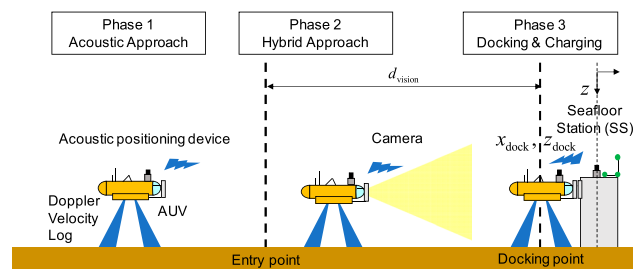 Phase 1
Acoustic Approach
Phase 2
Hybrid Approach
Phase 3
Docking & Charging
d_vision
z
Seafloor
Station (SS)
Acoustic positioning device
Camera
x_dock, z_dock
Doppler
Velocity
Log
AUV
Entry point
Docking point